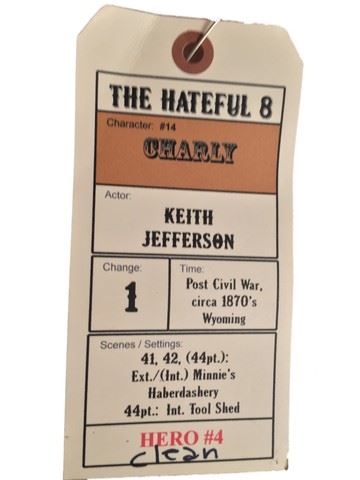 THE HATEFUL 8
Character: #14
CHARLY
Actor:
KEITH
JEFFERSON
Change:
1
Time:
Post Civil War,
circa 1870's
Wyoming
Scenes / Settings:
41, 42, (44pt.):
Ext./(Int.) Minnie's
Haberdashery
44pt.: Int. Tool Shed
HERO #4
clean